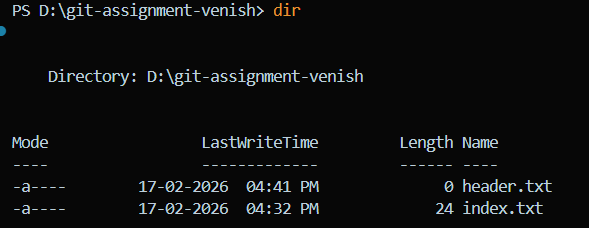 PS D:\git-assignment-venish> dir
Directory: D:\git-assignment-venish
Mode                 LastWriteTime         Length Name
----                 -------------         ------ ----
-a----        17-02-2026  04:41 PM              0 header.txt
-a----        17-02-2026  04:32 PM             24 index.txt